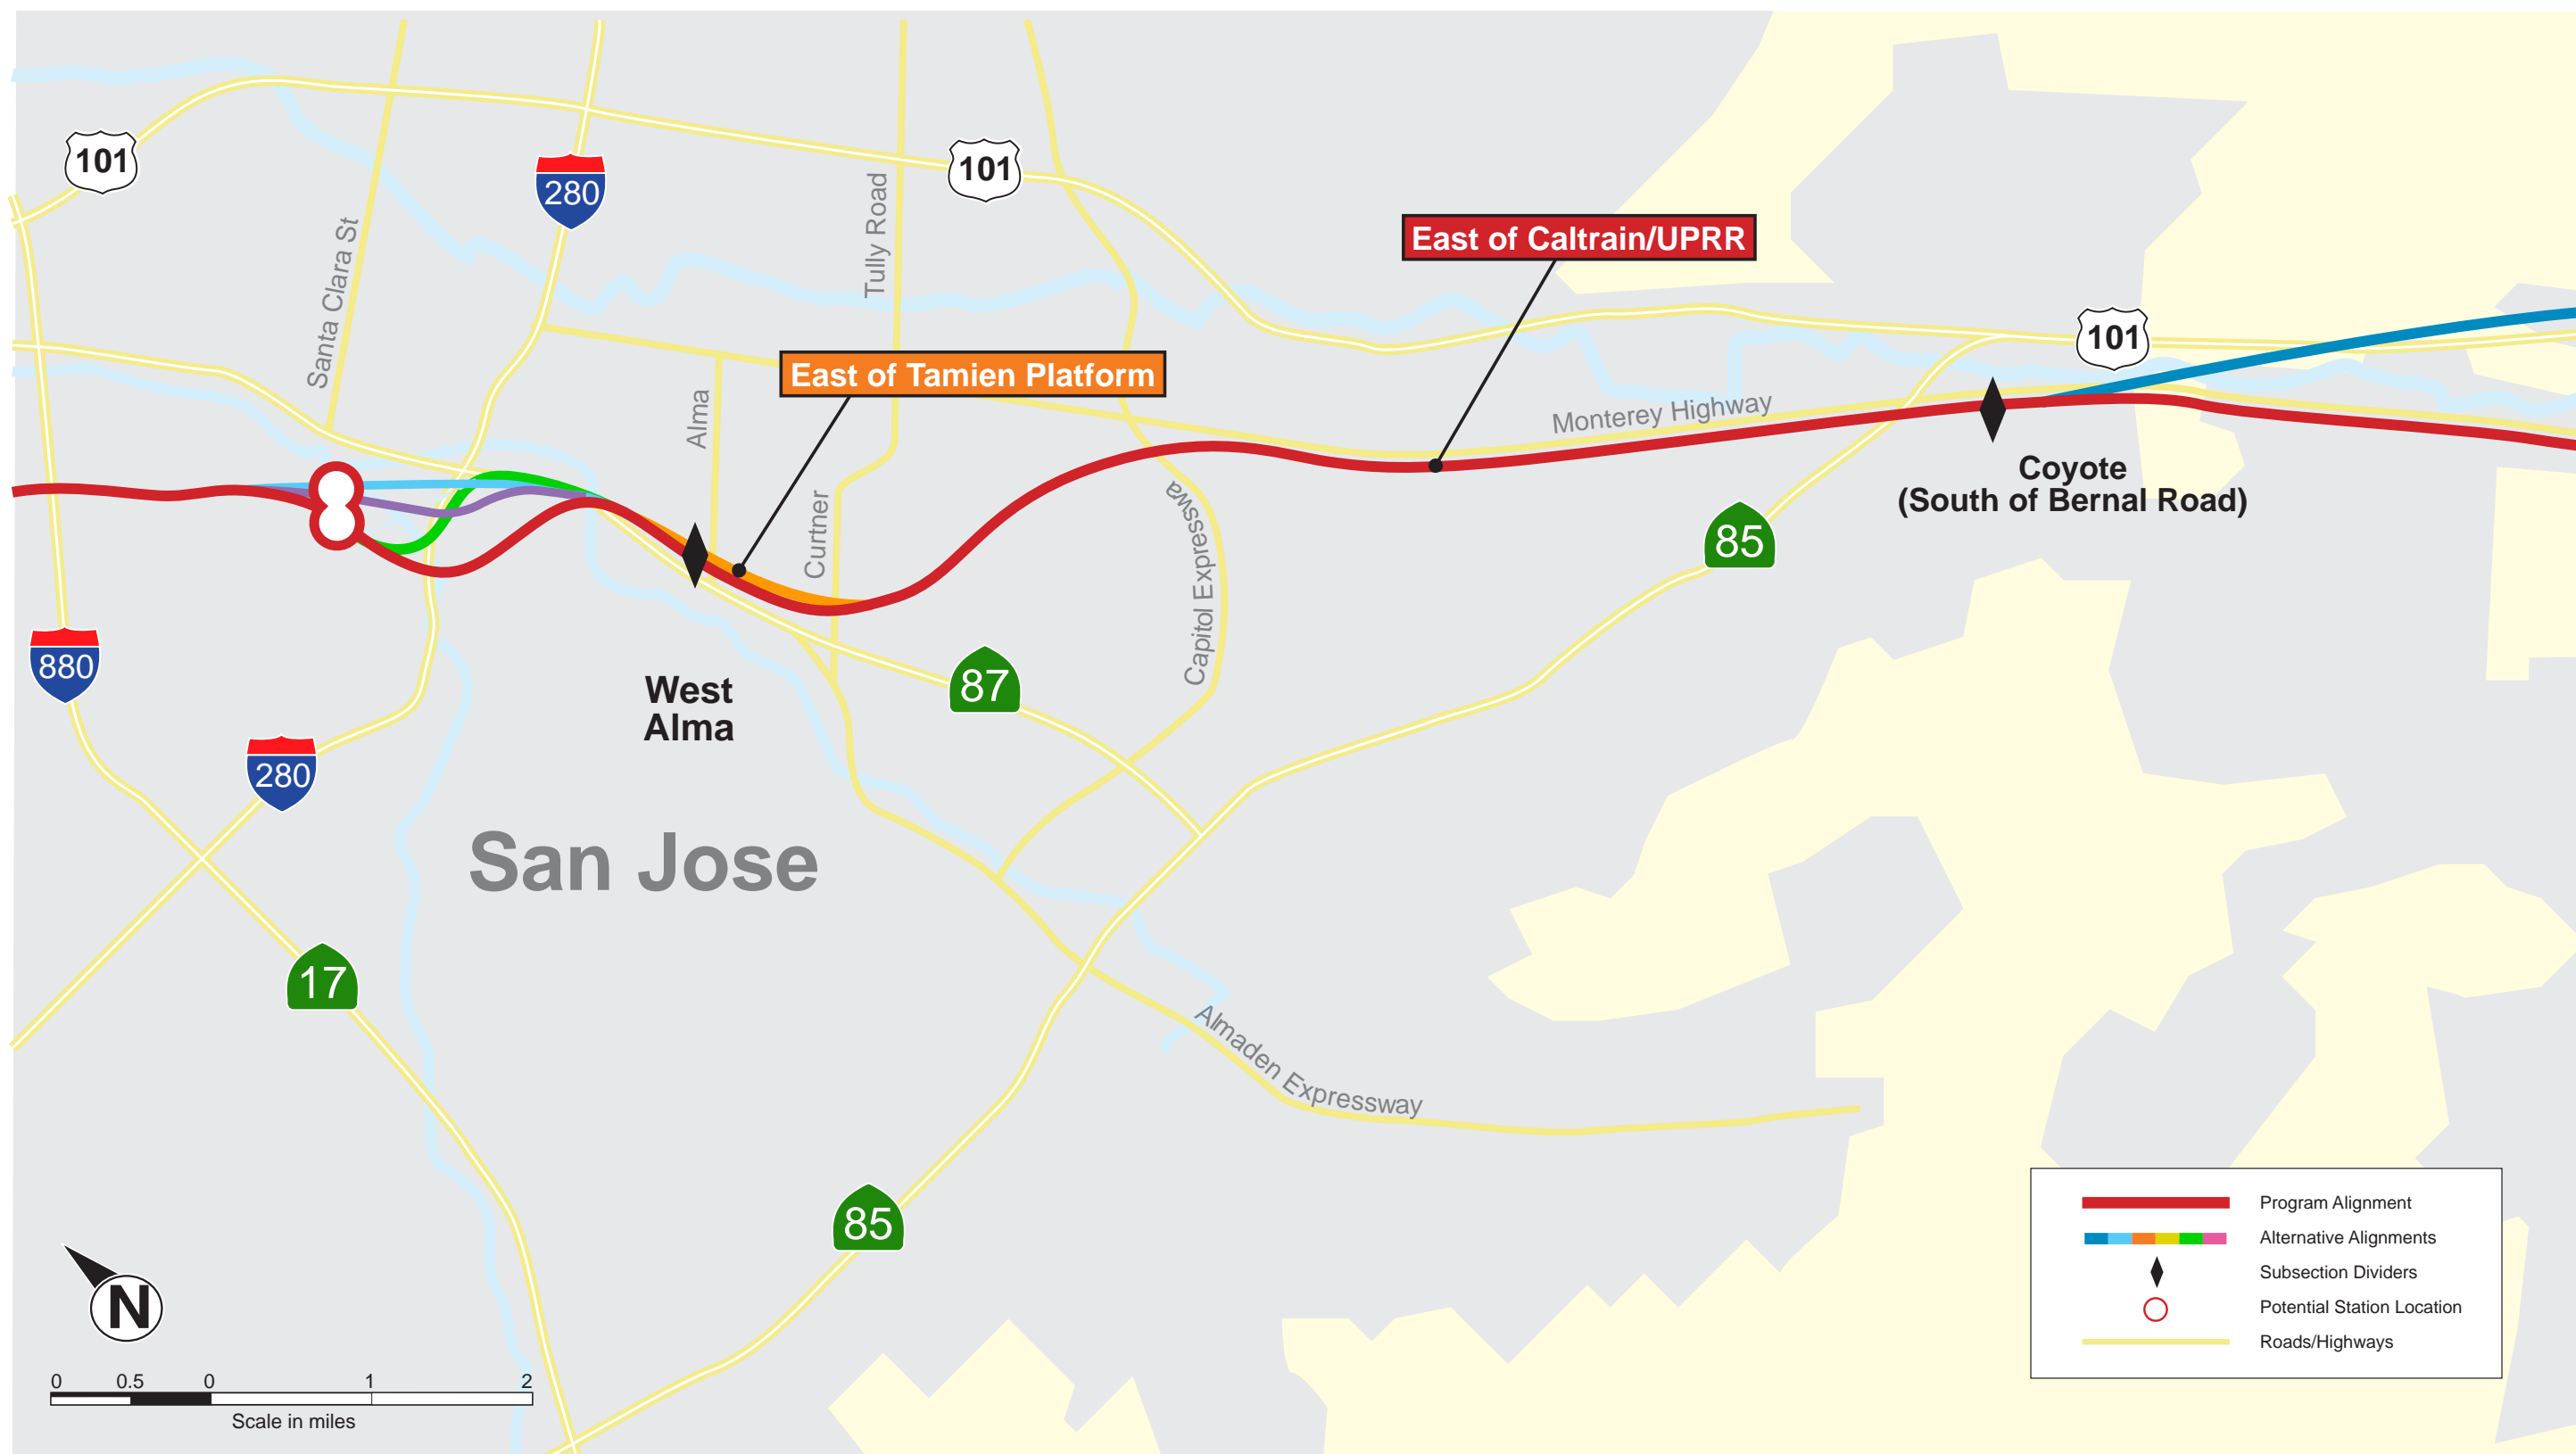 101
280
101
Santa Clara St
Tully Road
East of Caltrain/UPRR
101
East of Tamien Platform
Alma
Monterey Highway
Curtner
Capitol Expresswa
Coyote
(South of Bernal Road)
85
880
West
Alma
87
280
San Jose
17
Almaden Expressway
85
N
0 0.5 0 1 2
Scale in miles
Program Alignment
Alternative Alignments
Subsection Dividers
Potential Station Location
Roads/Highways